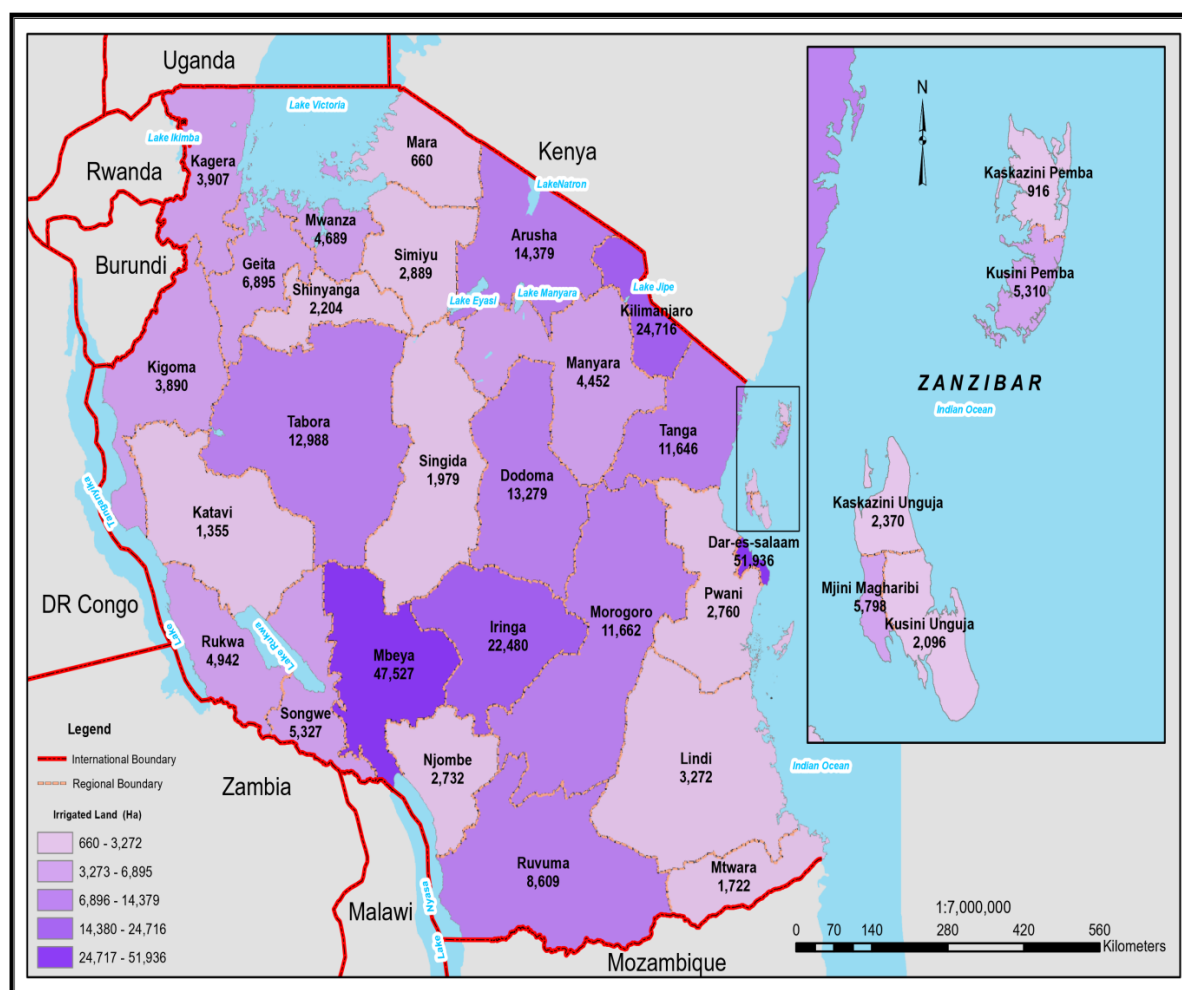 Uganda
Lake Victoria
Lake Ikimba
Kagera
3,907
Rwanda
Mara
660
Kenya
LakeNatron
Mwanza
4,689
Arusha
14,379
Burundi
Geita
6,895
Simiyu
2,889
Shinyanga
2,204
Lake Eyasi
Lake Manyara
Lake Jipe
Kilimanjaro
24,716
Kigoma
3,890
Manyara
4,452
Tabora
12,988
Tanga
11,646
Singida
1,979
Dodoma
13,279
Katavi
1,355
Lake Tanganyika
Dar-es-salaam
51,936
Pwani
2,760
DR Congo
Rukwa
4,942
Lake Rukwa
Mbeya
47,527
Iringa
22,480
Morogoro
11,662
Songwe
5,327
Njombe
2,732
Lindi
3,272
Indian Ocean
Zambia
Ruvuma
8,609
Mtwara
1,722
Malawi
Lake Nyasa
Mozambique
N
Kaskazini Pemba
916
Kusini Pemba
5,310
ZANZIBAR
Indian Ocean
Kaskazini Unguja
2,370
Mjini Magharibi
5,798
Kusini Unguja
2,096
Legend
International Boundary
Regional Boundary
Irrigated Land (Ha)
660 - 3,272
3,273 - 6,895
6,896 - 14,379
14,380 - 24,716
24,717 - 51,936
1:7,000,000
0 70 140 280 420 560
Kilometers